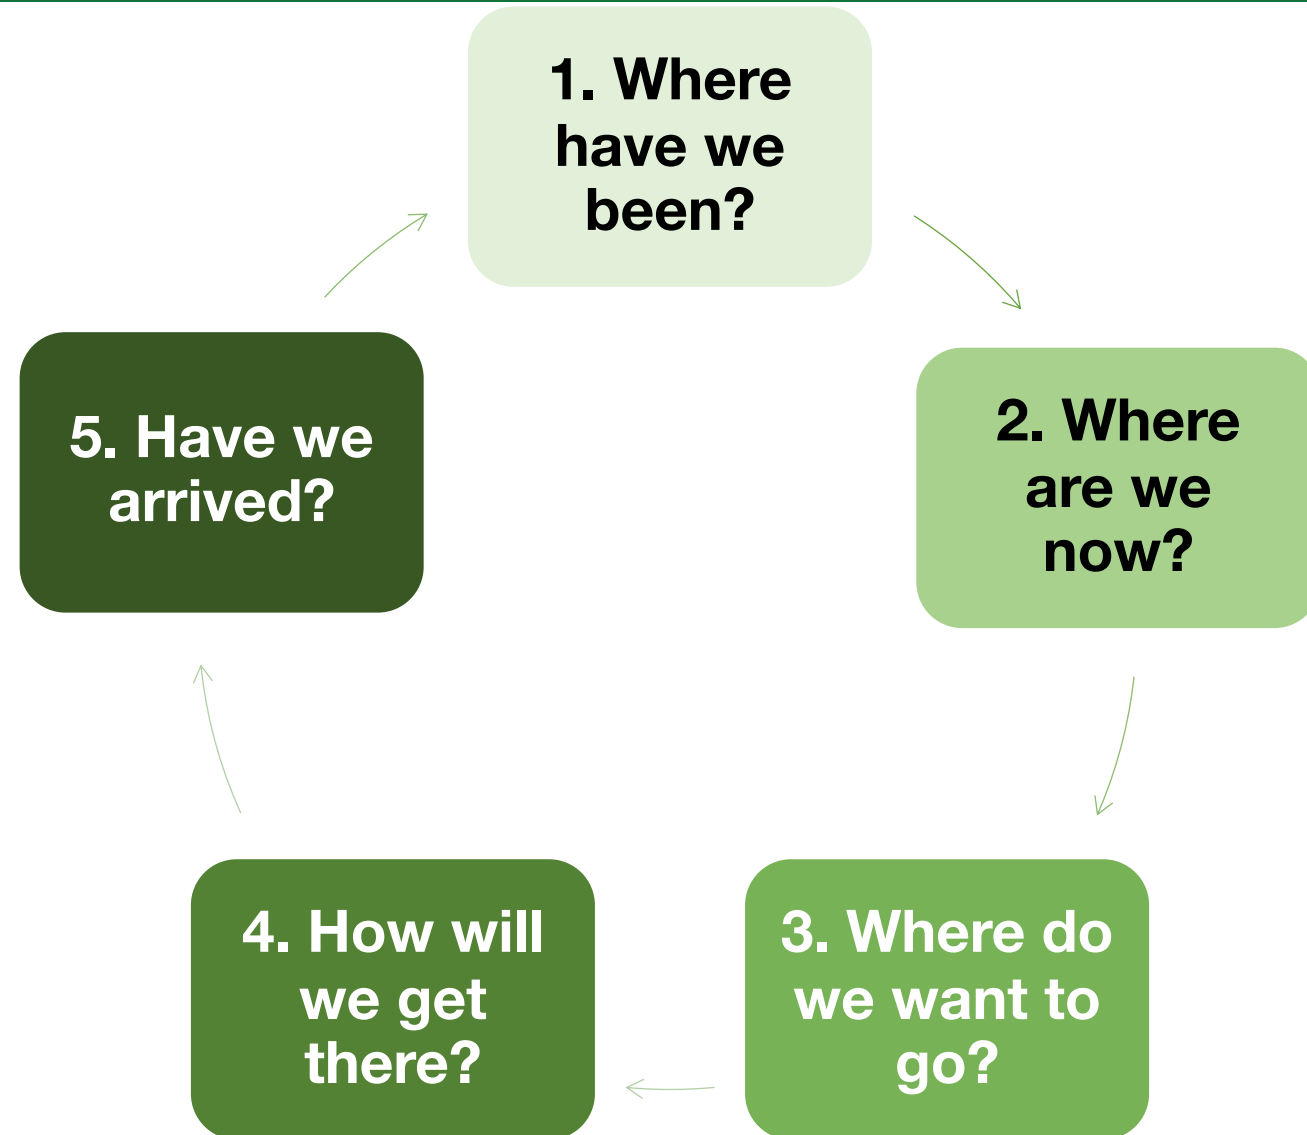 1. Where
have we
been?
2. Where
are we
now?
3. Where do
we want to
go?
4. How will
we get
there?
5. Have we
arrived?